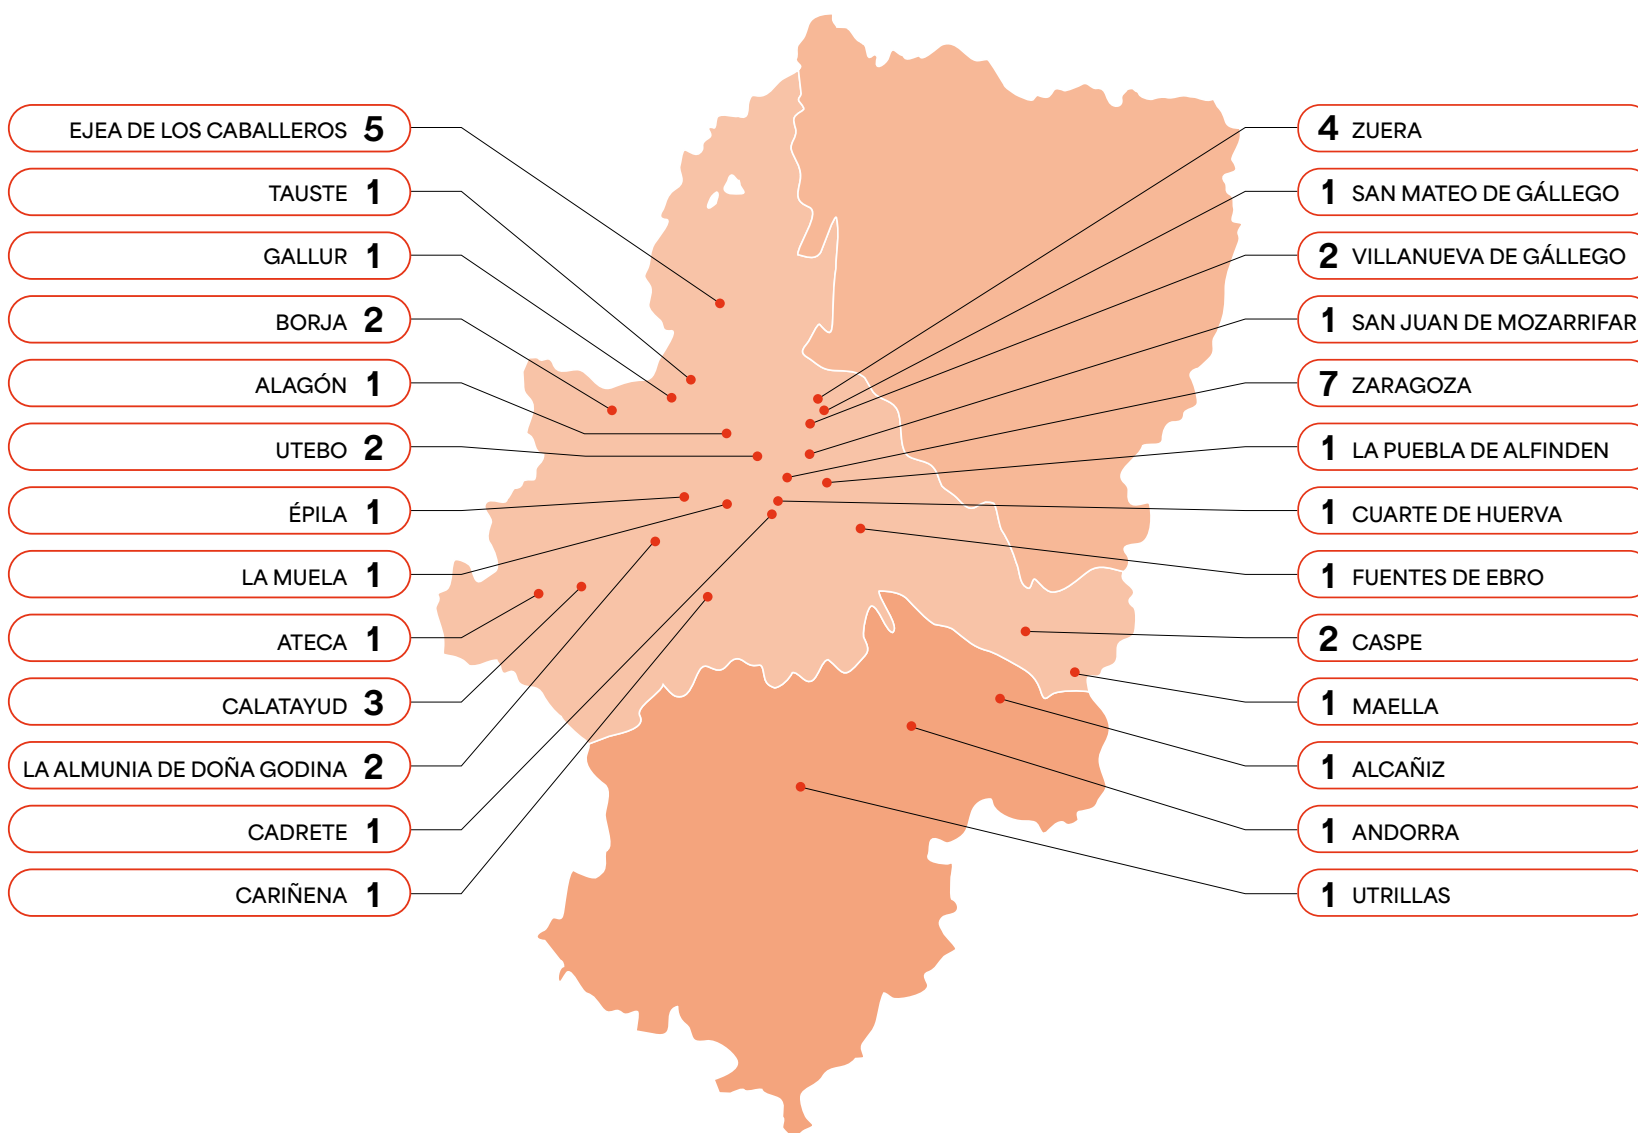 EJEA DE LOS CABALLEROS 5
TAUSTE 1
GALLUR 1
BORJA 2
ALAGÓN 1
UTEBO 2
ÉPILA 1
LA MUELA 1
ATECA 1
CALATAYUD 3
LA ALMUNIA DE DOÑA GODINA 2
CADRETE 1
CARIÑENA 1
4 ZUERA
1 SAN MATEO DE GÁLLEGO
2 VILLANUEVA DE GÁLLEGO
1 SAN JUAN DE MOZARRIFAR
7 ZARAGOZA
1 LA PUEBLA DE ALFINDEN
1 CUARTE DE HUERVA
1 FUENTES DE EBRO
2 CASPE
1 MAELLA
1 ALCAÑIZ
1 ANDORRA
1 UTRILLAS